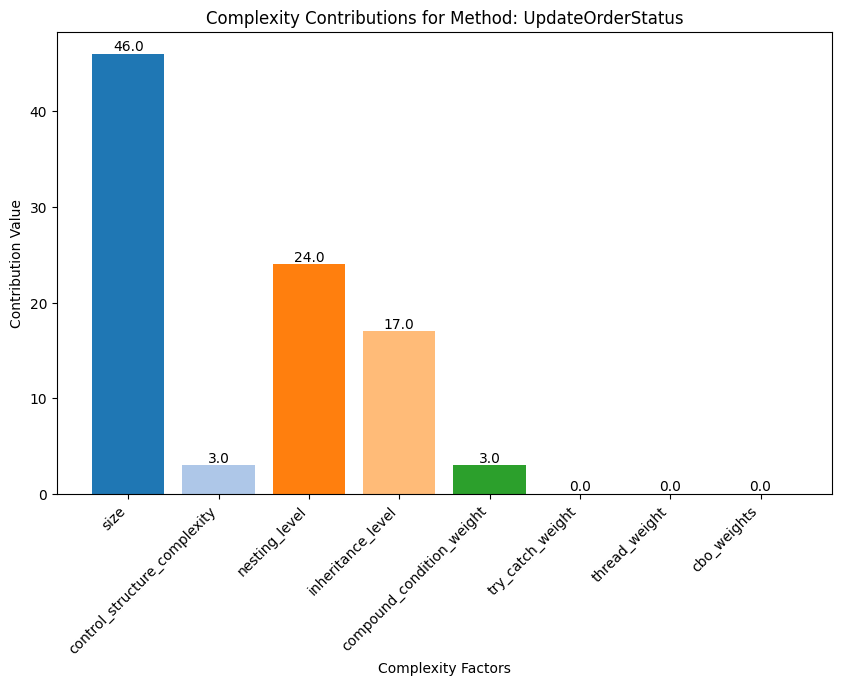 Complexity Contributions for Method: UpdateOrderStatus
Contribution Value
40
30
20
10
0
46.0
3.0
24.0
17.0
3.0
0.0
0.0
0.0
size
control_structure_complexity
nesting_level
inheritance_level
compound_condition_weight
try_catch_weight
thread_weight
cbo_weights
Complexity Factors